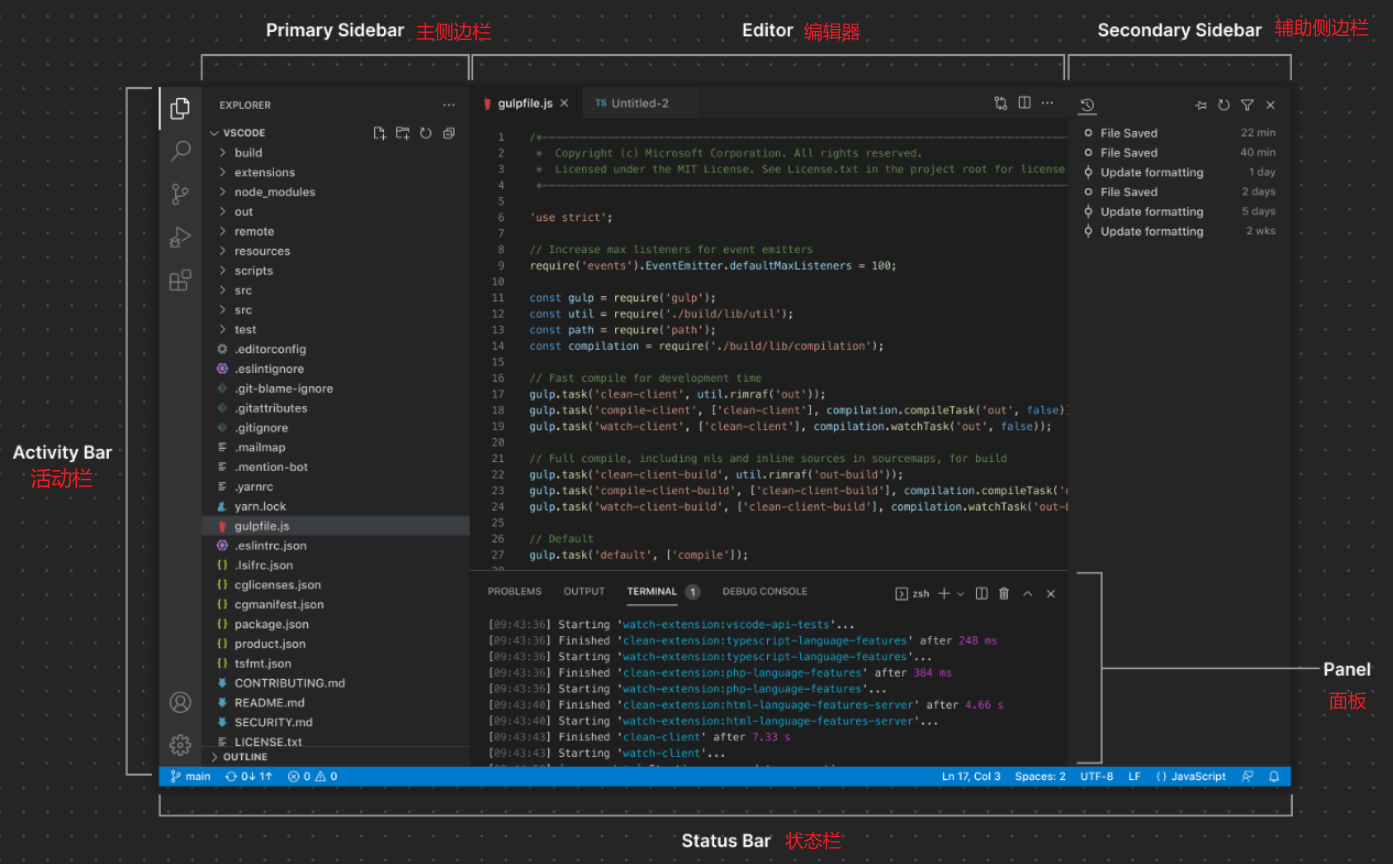 Primary Sidebar 主侧边栏
Editor 编辑器
Secondary Sidebar 辅助侧边栏
Activity Bar
活动栏
EXPLORER
VSCODE
build
extensions
node_modules
out
remote
resources
scripts
src
src
test
.editorconfig
.eslintignore
.git-blame-ignore
.gitattributes
.gitignore
.mailmap
.mention-bot
.yarnrc
yarn.lock
gulpfile.js
.eslintrc.json
.lsifrc.json
cglicenses.json
cgmanifest.json
package.json
product.json
tsfmt.json
CONTRIBUTING.md
README.md
SECURITY.md
LICENSE.txt
OUTLINE
gulpfile.js
TS Untitled-2
1 /*---------------------------------------------------------
2 * Copyright (c) Microsoft Corporation. All rights reserved.
3 * Licensed under the MIT License. See License.txt in the project root for license
4 *---------------------------------------------------------
5
6 'use strict';
7
8 // Increase max listeners for event emitters
9 require('events').EventEmitter.defaultMaxListeners = 100;
10
11 const gulp = require('gulp');
12 const util = require('./build/lib/util');
13 const path = require('path');
14 const compilation = require('./build/lib/compilation');
15
16 // Fast compile for development time
17 gulp.task('clean-client', util.rimraf('out'));
18 gulp.task('compile-client', ['clean-client'], compilation.compileTask('out', false))
19 gulp.task('watch-client', ['clean-client'], compilation.watchTask('out', false));
20
21 // Full compile, including nls and inline sources in sourcemaps, for build
22 gulp.task('clean-client-build', util.rimraf('out-build'));
23 gulp.task('compile-client-build', ['clean-client-build'], compilation.compileTask('
24 gulp.task('watch-client-build', ['clean-client-build'], compilation.watchTask('out-
25
26 // Default
27 gulp.task('default', ['compile']);
File Saved 22 min
File Saved 40 min
Update formatting 1 day
File Saved 2 days
Update formatting 5 days
Update formatting 2 wks
PROBLEMS OUTPUT TERMINAL 1 DEBUG CONSOLE zsh
[09:43:36] Starting 'watch-extension:vscode-api-tests'...
[09:43:36] Finished 'clean-extension:typescript-language-features' after 248 ms
[09:43:36] Starting 'watch-extension:typescript-language-features'...
[09:43:36] Finished 'clean-extension:php-language-features' after 384 ms
[09:43:36] Starting 'watch-extension:php-language-features'...
[09:43:40] Finished 'clean-extension:html-language-features-server' after 4.66 s
[09:43:40] Starting 'watch-extension:html-language-features-server'...
[09:43:43] Finished 'clean-client' after 7.33 s
[09:43:43] Starting 'watch-client'...
Panel
面板
main 0↓ 1↑ 0 0 Ln 17, Col 3 Spaces: 2 UTF-8 LF {} JavaScript
Status Bar 状态栏